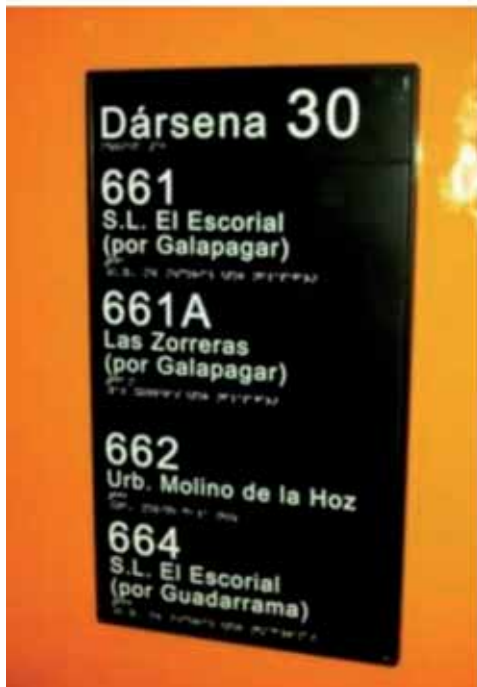 Dársena 30
661
S.L. El Escorial
(por Galapagar)
661A
Las Zorreras
(por Galapagar)
662
Urb. Molino de la Hoz
664
S.L. El Escorial
(por Guadarrama)